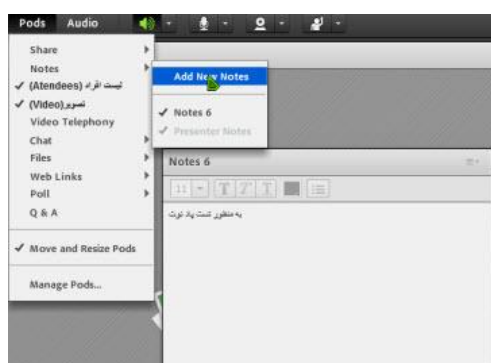 Pods Audio
Share
Notes
لیست افراد (Atendees)
تصویر(Video)
Video Telephony
Chat
Files
Web Links
Poll
Q & A
Move and Resize Pods
Manage Pods...
Add New Notes
Notes 6
Presenter Notes
Notes 6
11 T T T
به منظور تست پاد نوت